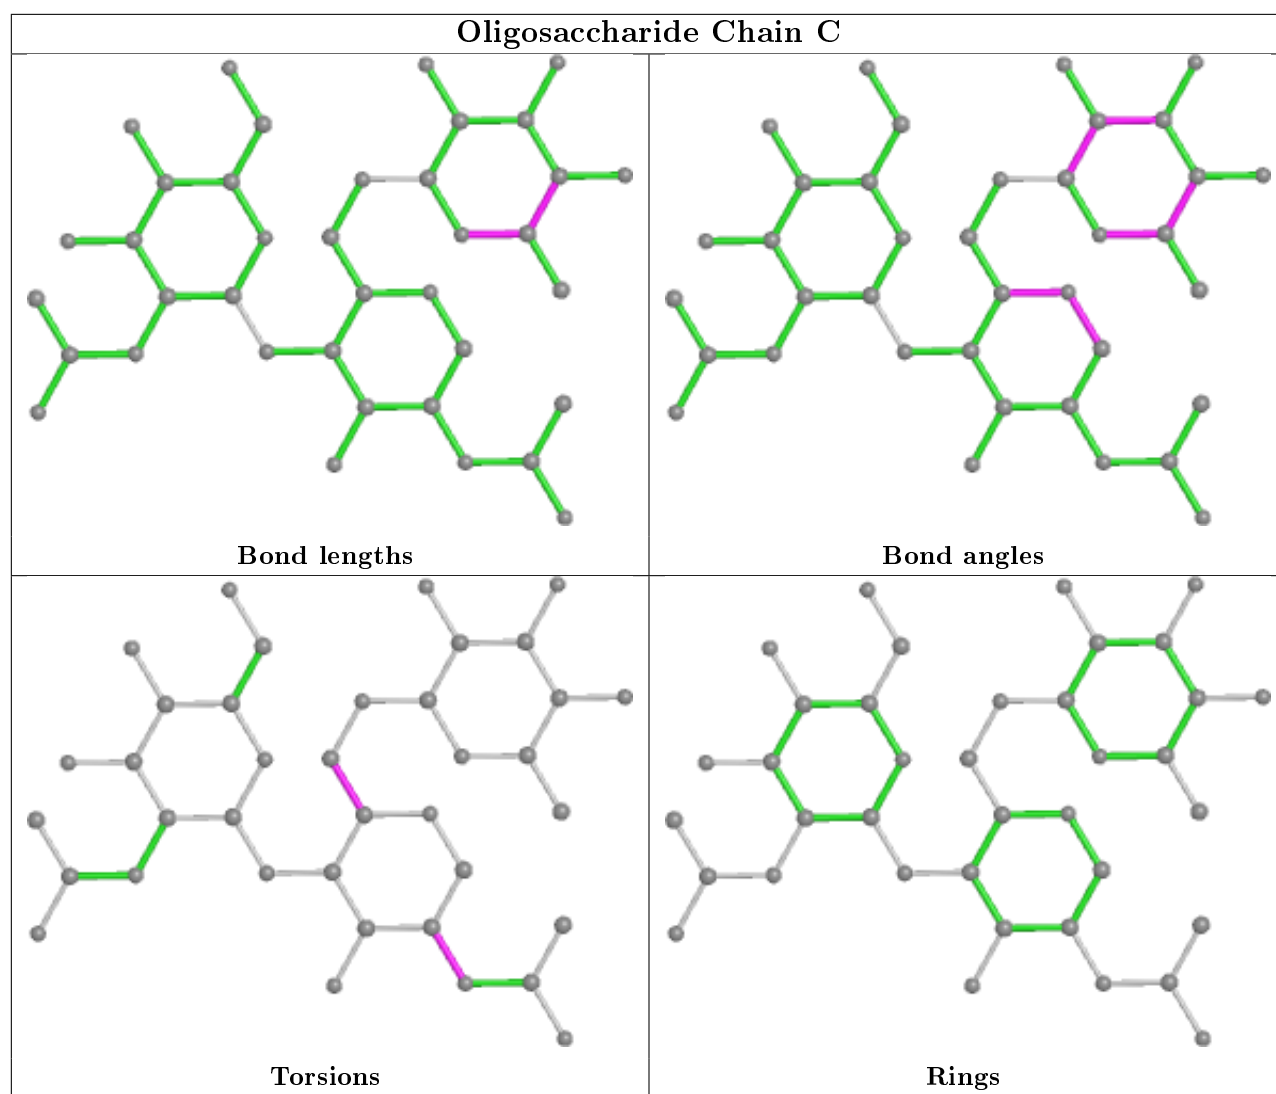 Oligosaccharide Chain C
Bond lengths
Bond angles
Torsions
Rings